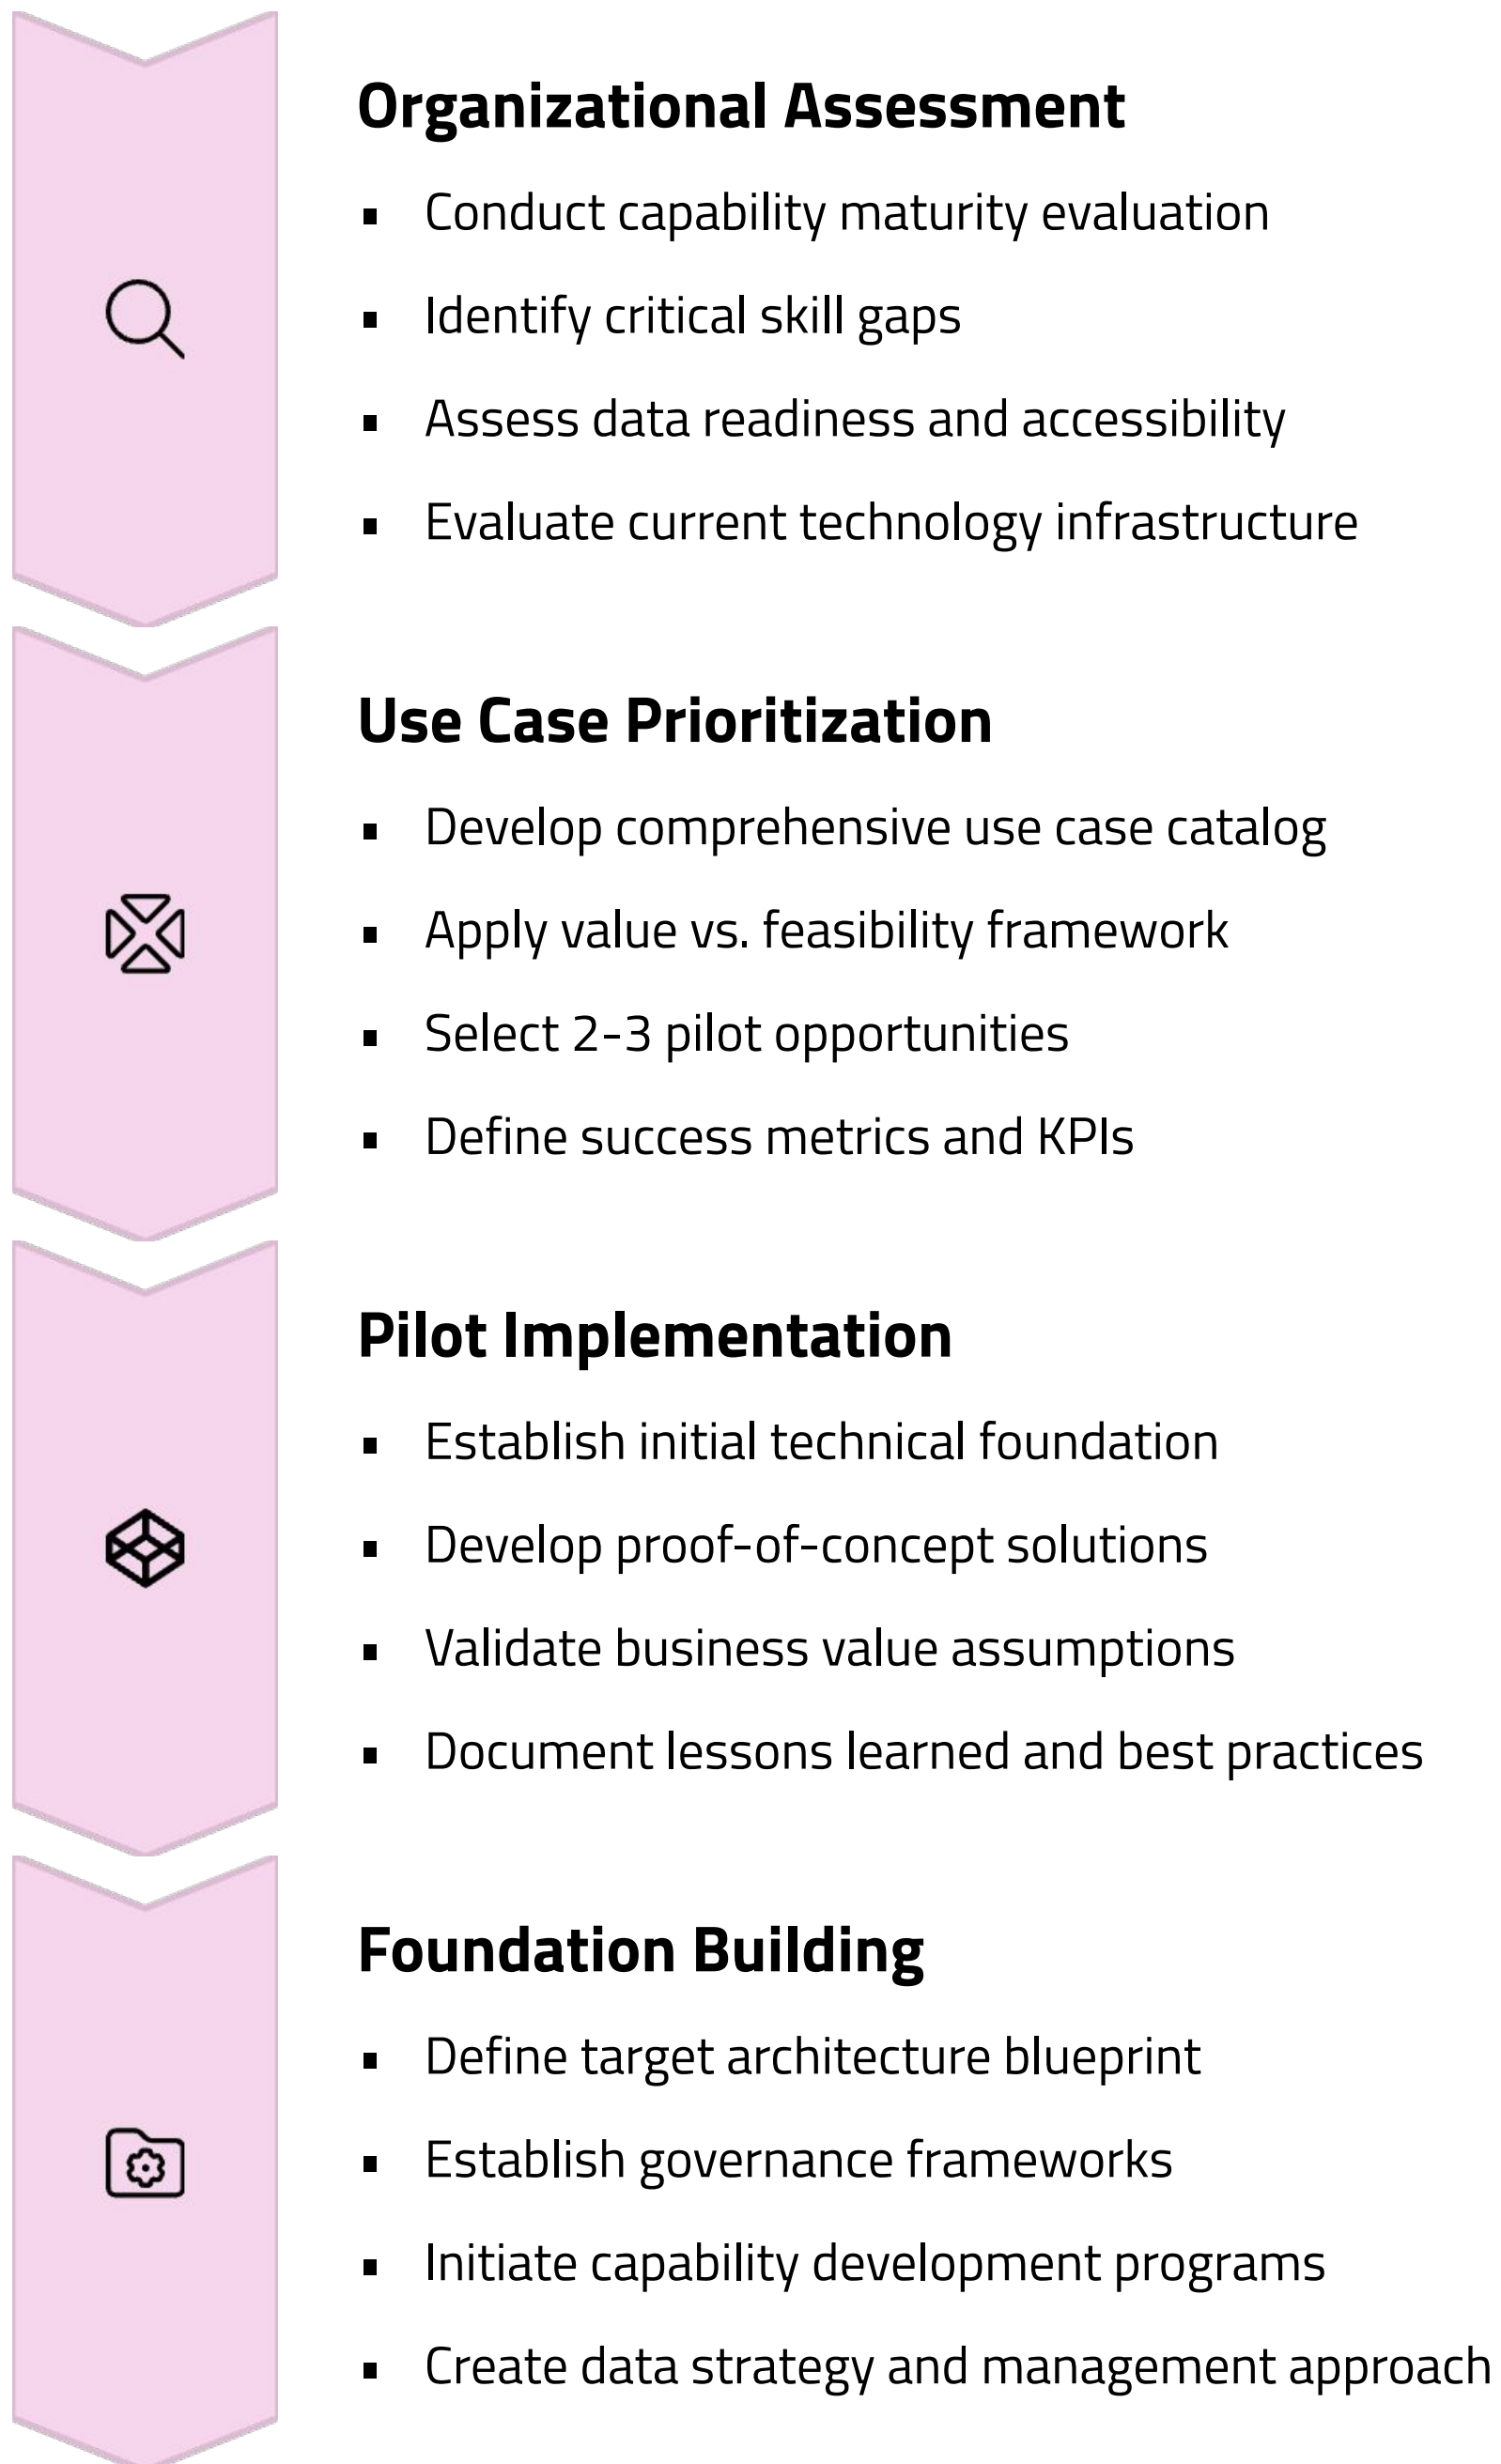 Organizational Assessment
▪ Conduct capability maturity evaluation
▪ Identify critical skill gaps
▪ Assess data readiness and accessibility
▪ Evaluate current technology infrastructure
Use Case Prioritization
▪ Develop comprehensive use case catalog
▪ Apply value vs. feasibility framework
▪ Select 2-3 pilot opportunities
▪ Define success metrics and KPIs
Pilot Implementation
▪ Establish initial technical foundation
▪ Develop proof-of-concept solutions
▪ Validate business value assumptions
▪ Document lessons learned and best practices
Foundation Building
▪ Define target architecture blueprint
▪ Establish governance frameworks
▪ Initiate capability development programs
▪ Create data strategy and management approach